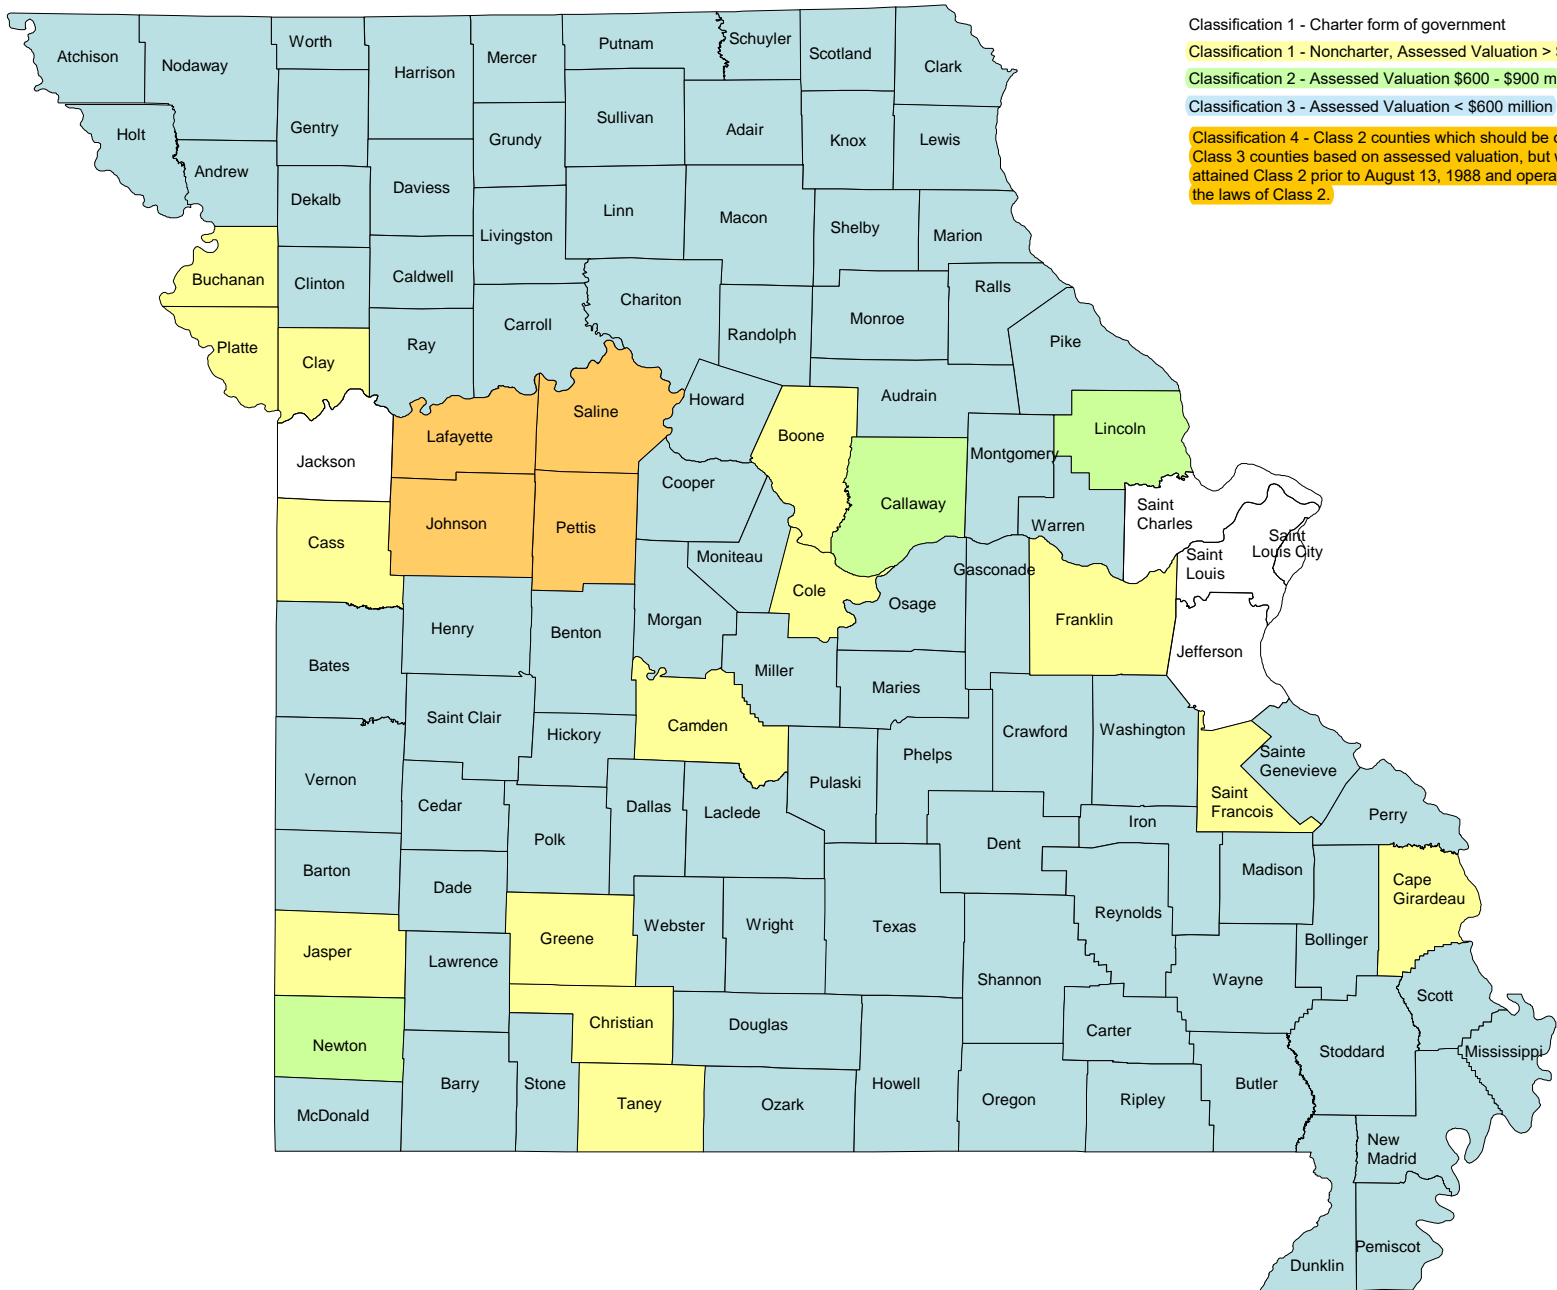 Classification 1 - Charter form of government
Classification 1 - Noncharter, Assessed Valuation >
Classification 2 - Assessed Valuation $600 - $900 m
Classification 3 - Assessed Valuation < $600 million
Classification 4 - Class 2 counties which should be
Class 3 counties based on assessed valuation, but
attained Class 2 prior to August 13, 1988 and opera
the laws of Class 2.
Atchison
Nodaway
Worth
Harrison
Mercer
Putnam
Schuyler
Scotland
Clark
Holt
Andrew
Gentry
Grundy
Sullivan
Adair
Knox
Lewis
Dekalb
Daviess
Livingston
Linn
Macon
Shelby
Marion
Buchanan
Clinton
Caldwell
Chariton
Randolph
Monroe
Ralls
Platte
Clay
Ray
Carroll
Pike
Audrain
Howard
Saline
Lafayette
Boone
Lincoln
Jackson
Montgomery
Cooper
Callaway
Saint
Charles
Johnson
Pettis
Warren
Saint
Louis City
Cass
Moniteau
Saint
Louis
Gasconade
Cole
Osage
Franklin
Henry
Benton
Morgan
Jefferson
Bates
Miller
Maries
Saint Clair
Hickory
Camden
Crawford
Washington
Phelps
Sainte
Genevieve
Vernon
Cedar
Dallas
Laclede
Pulaski
Saint
Francois
Iron
Perry
Polk
Dent
Barton
Dade
Madison
Cape
Girardeau
Webster
Wright
Texas
Reynolds
Greene
Bollinger
Jasper
Lawrence
Shannon
Wayne
Scott
Christian
Douglas
Carter
Newton
Stoddard
Mississippi
Barry
Stone
Howell
Butler
Taney
Ozark
Oregon
Ripley
McDonald
New
Madrid
Pemiscot
Dunklin